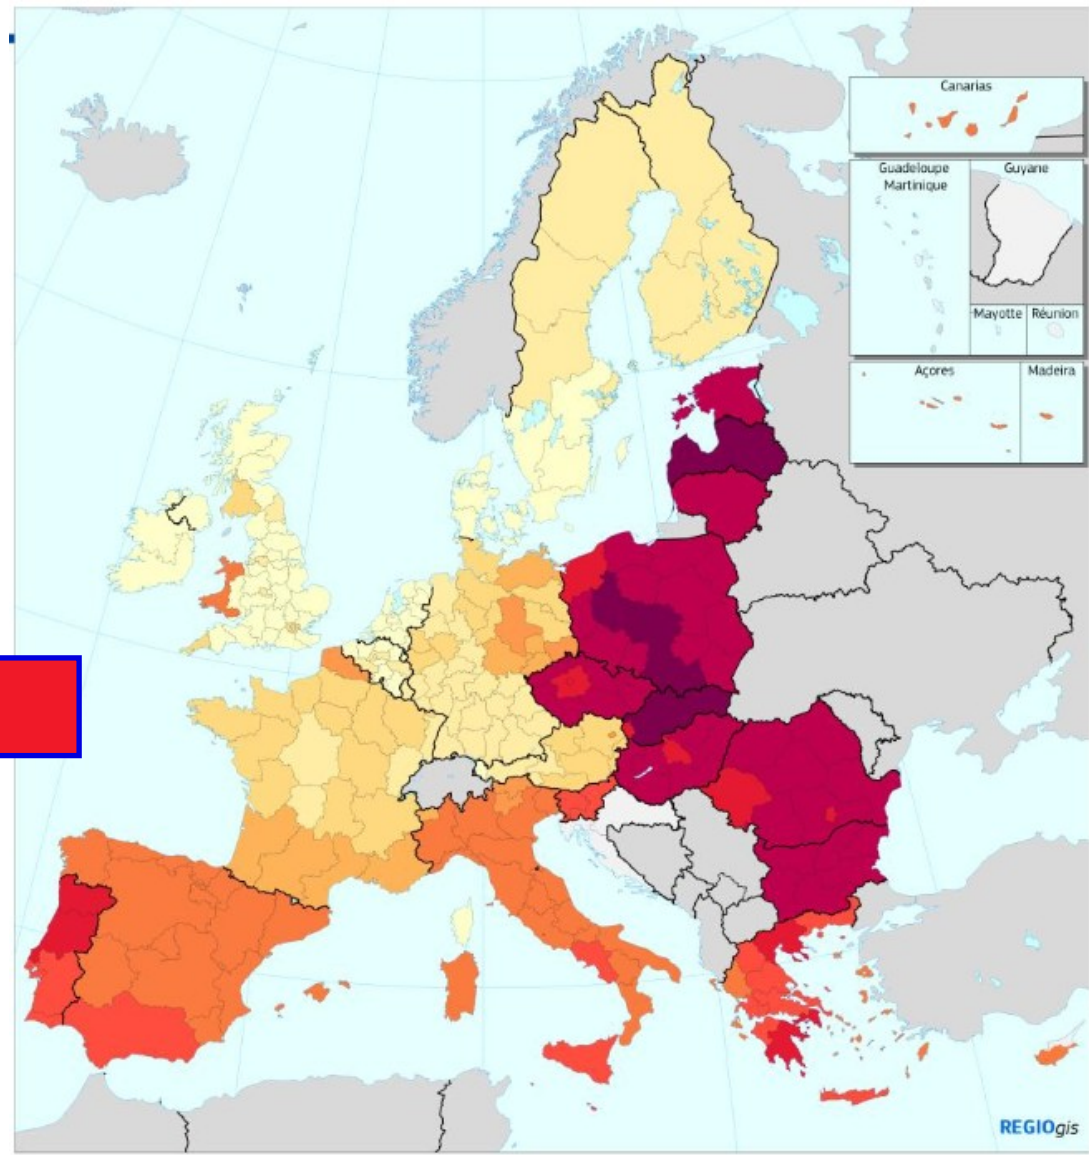 Canarias
Guadeloupe
Martinique
Guyane
Mayotte
Réunion
Açores
Madeira
REGIOgis